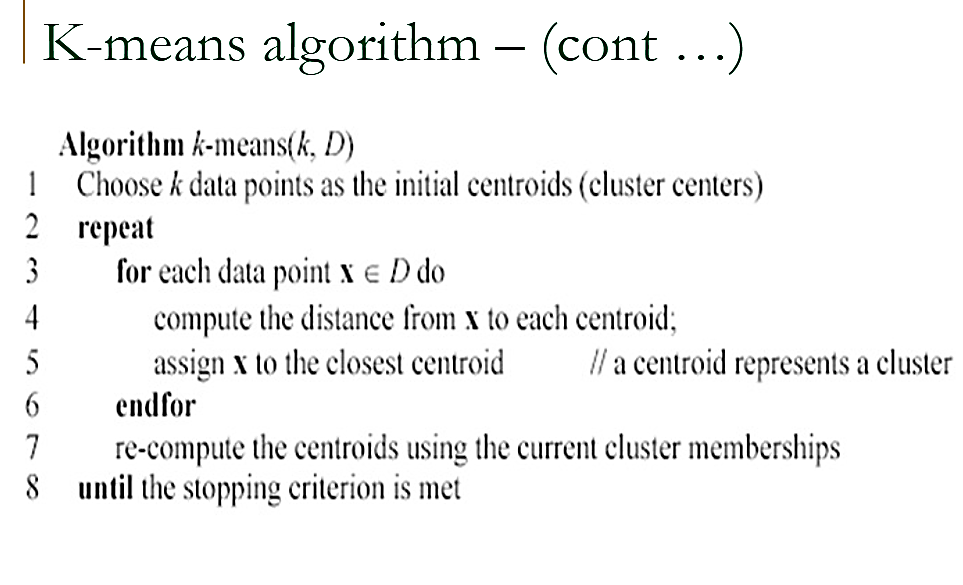 K-means algorithm – (cont …)
Algorithm k-means(k, D)
1 Choose k data points as the initial centroids (cluster centers)
2 repeat
3 for each data point x ∈ D do
4 compute the distance from x to each centroid;
5 assign x to the closest centroid // a centroid represents a cluster
6 endfor
7 re-compute the centroids using the current cluster memberships
8 until the stopping criterion is met